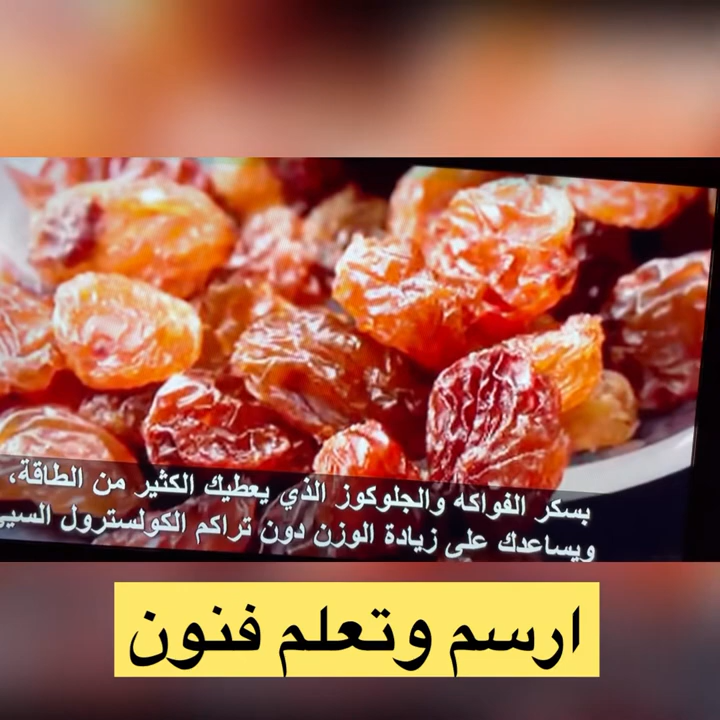 بسكر الفواكه والجلوكوز الذي يعطيك الكثير من الطاقة،
ويساعدك على زيادة الوزن دون تراكم الكولسترول
ارسم وتعلم فنون